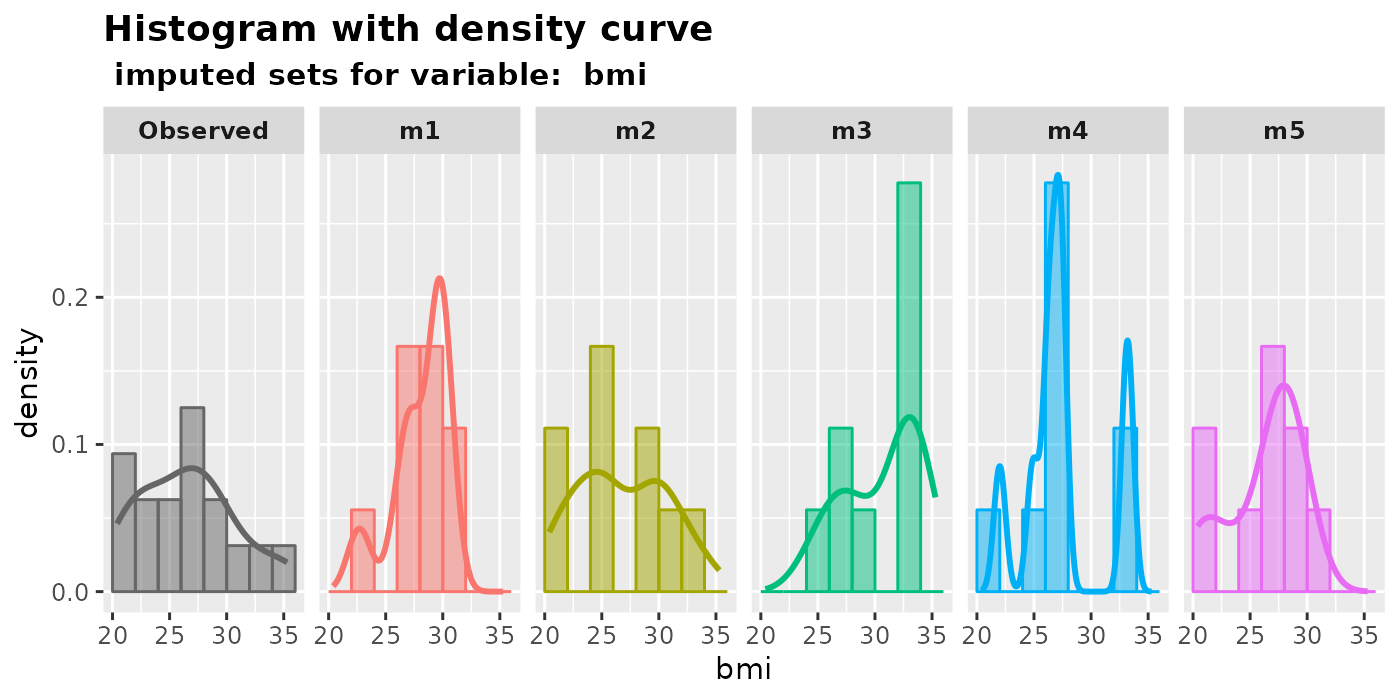 Histogram with density curve
imputed sets for variable:  bmi
Observed m1 m2 m3 m4 m5
density
0.2
0.1
0.0
20 25 30 35 20 25 30 35 20 25 30 35 20 25 30 35 20 25 30 35 20 25 30 35
bmi